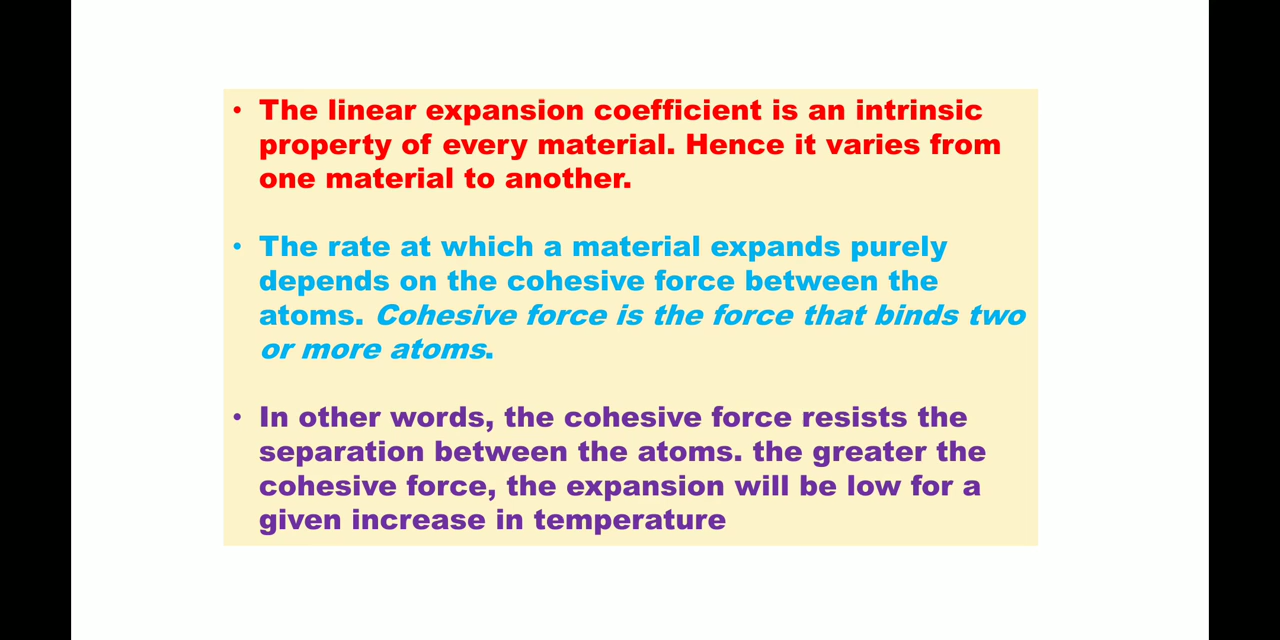 • The linear expansion coefficient is an intrinsic
property of every material. Hence it varies from
one material to another.
• The rate at which a material expands purely
depends on the cohesive force between the
atoms. Cohesive force is the force that binds two
or more atoms.
• In other words, the cohesive force resists the
separation between the atoms. the greater the
cohesive force, the expansion will be low for a
given increase in temperature